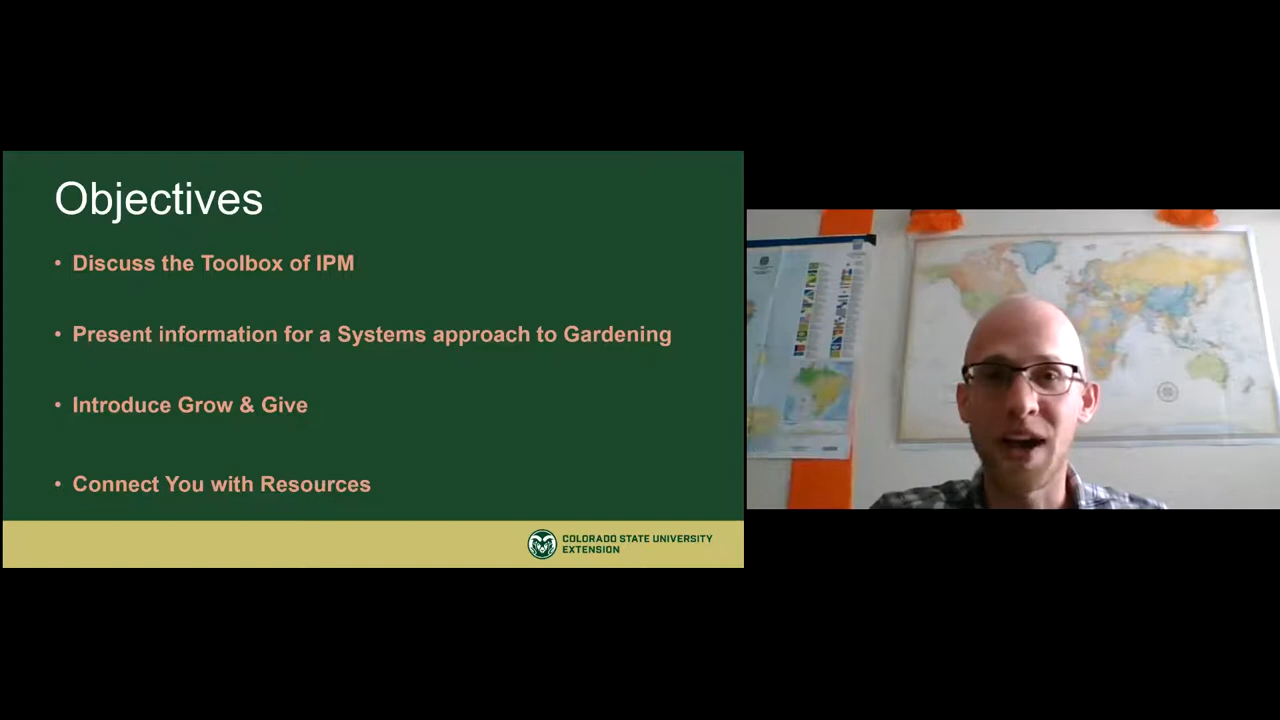 Objectives
• Discuss the Toolbox of IPM
• Present information for a Systems approach to Gardening
• Introduce Grow & Give
• Connect You with Resources
COLORADO STATE UNIVERSITY
EXTENSION